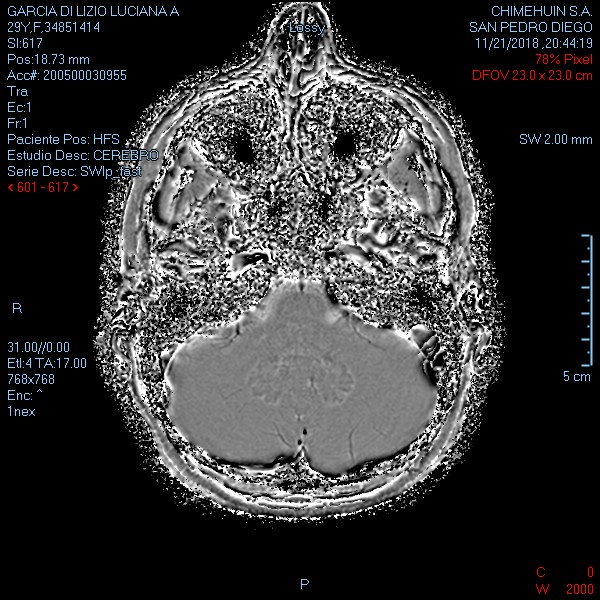 GARCIA DI LIZIO LUCIANA A
29Y,F,34851414
Sl:617
Pos:18.73 mm
Acc#: 200500030955
Tra
Ec:1
Fr:1
Paciente Pos: HFS
Estudio Desc: CEREBRO
Serie Desc: SWIp_fast
< 601 - 617 >
Lossy
CHIMEHUIN S.A.
SAN PEDRO DIEGO
11/21/2018 ,20:44:19
78% Pixel
DFOV 23.0 x 23.0 cm
SW 2.00 mm
R
31.00//0.00
Etl:4 TA:17.00
768x768
Enc: ^
1nex
5 cm
P
C 0
W 2000